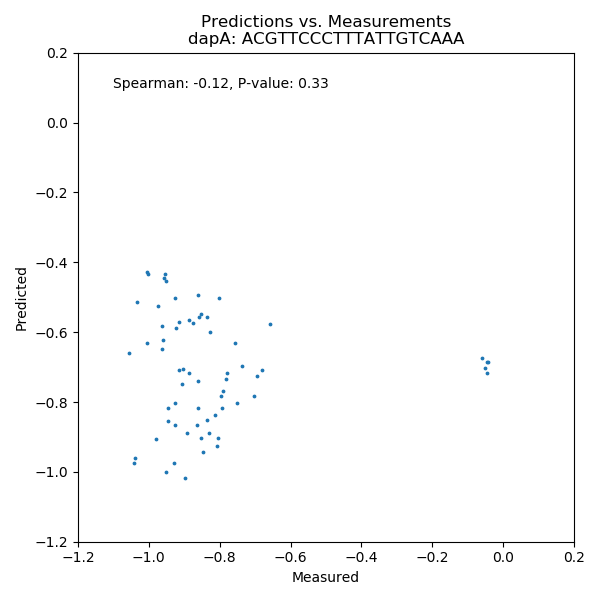 Predictions vs. Measurements
dapA: ACGTTCCCTTTATTGTCAAA
Spearman: -0.12, P-value: 0.33
0.2
0.0
−0.2
−0.4
−0.6
−0.8
−1.0
−1.2
Predicted
−1.2 −1.0 −0.8 −0.6 −0.4 −0.2 0.0 0.2
Measured